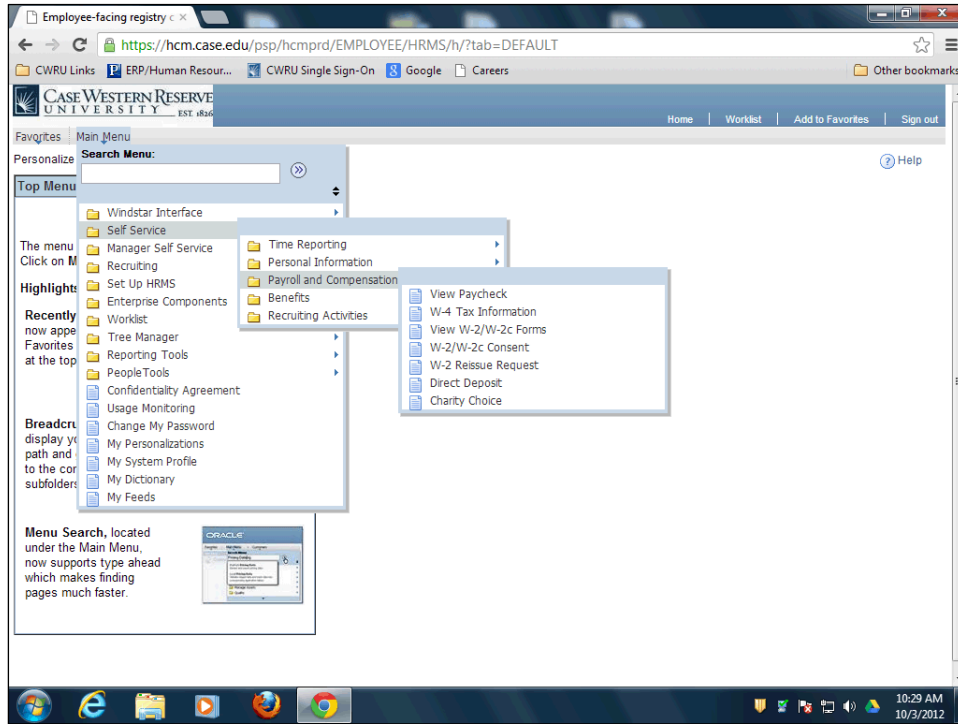 Employee-facing registry c ×
https://hcm.case.edu/psp/hcmprd/EMPLOYEE/HRMS/h/?tab=DEFAULT
CWRU Links ERP/Human Resour... CWRU Single Sign-On Google Careers Other bookmarks
CASE WESTERN RESERVE
UNIVERSITY EST. 1826
Home | Worklist | Add to Favorites | Sign out
Favorites Main Menu
Personalize
Help
Search Menu:
Top Menu
Windstar Interface
Self Service
Manager Self Service
Recruiting
Set Up HRMS
Enterprise Components
Worklist
Tree Manager
Reporting Tools
PeopleTools
Confidentiality Agreement
Usage Monitoring
Change My Password
My Personalizations
My System Profile
My Dictionary
My Feeds
Time Reporting
Personal Information
Payroll and Compensation
Benefits
Recruiting Activities
View Paycheck
W-4 Tax Information
View W-2/W-2c Forms
W-2/W-2c Consent
W-2 Reissue Request
Direct Deposit
Charity Choice
The menu
Click on M
Highlights
Recently
now appe
Favorites
at the top
Breadcru
display yo
path and
to the cor
subfolders
Menu Search, located
under the Main Menu,
now supports type ahead
which makes finding
pages much faster.
ORACLE
10:29 AM
10/3/2012